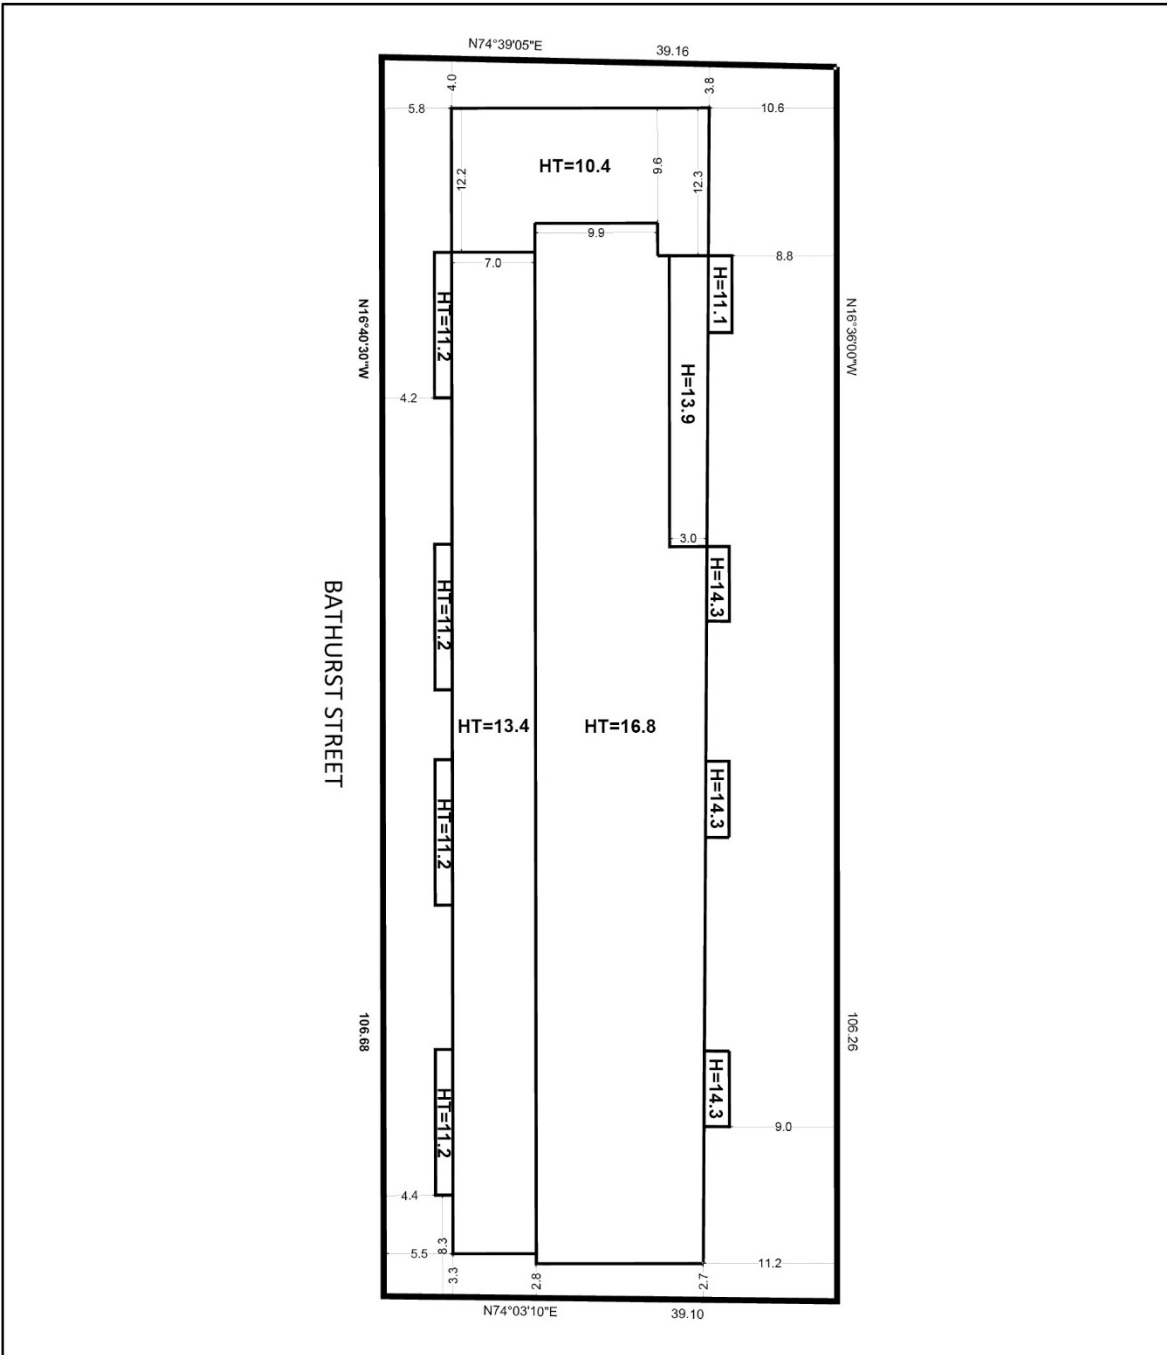 N74°39'05"E
39.16
4.0
3.8
5.8
10.6
HT=10.4
12.2
9.6
12.3
9.9
7.0
8.8
HT=11.2
H=11.1
N16°40'30"W
N16°36'00"W
H=13.9
4.2
3.0
HT=11.2
H=14.3
BATHURST STREET
HT=13.4
HT=16.8
HT=11.2
H=14.3
106.68
106.26
HT=11.2
H=14.3
9.0
4.4
8.3
5.5
11.2
3.3
2.8
2.7
N74°03'10"E
39.10